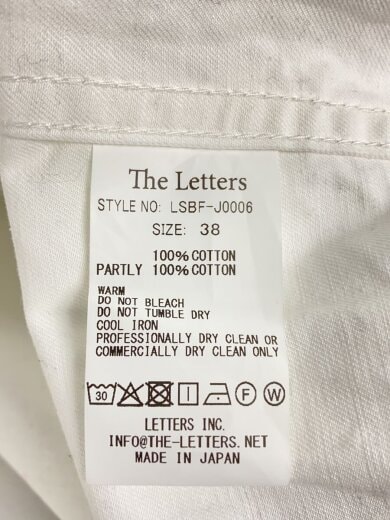 The Letters
STYLE NO: LSBF-J0006
SIZE: 38
100% COTTON
PARTLY 100% COTTON
WARM
DO NOT BLEACH
DO NOT TUMBLE DRY
COOL IRON
PROFESSIONALLY DRY CLEAN OR
COMMERCIALLY DRY CLEAN ONLY
30 F W
LETTERS INC.
INFO@THE-LETTERS.NET
MADE IN JAPAN